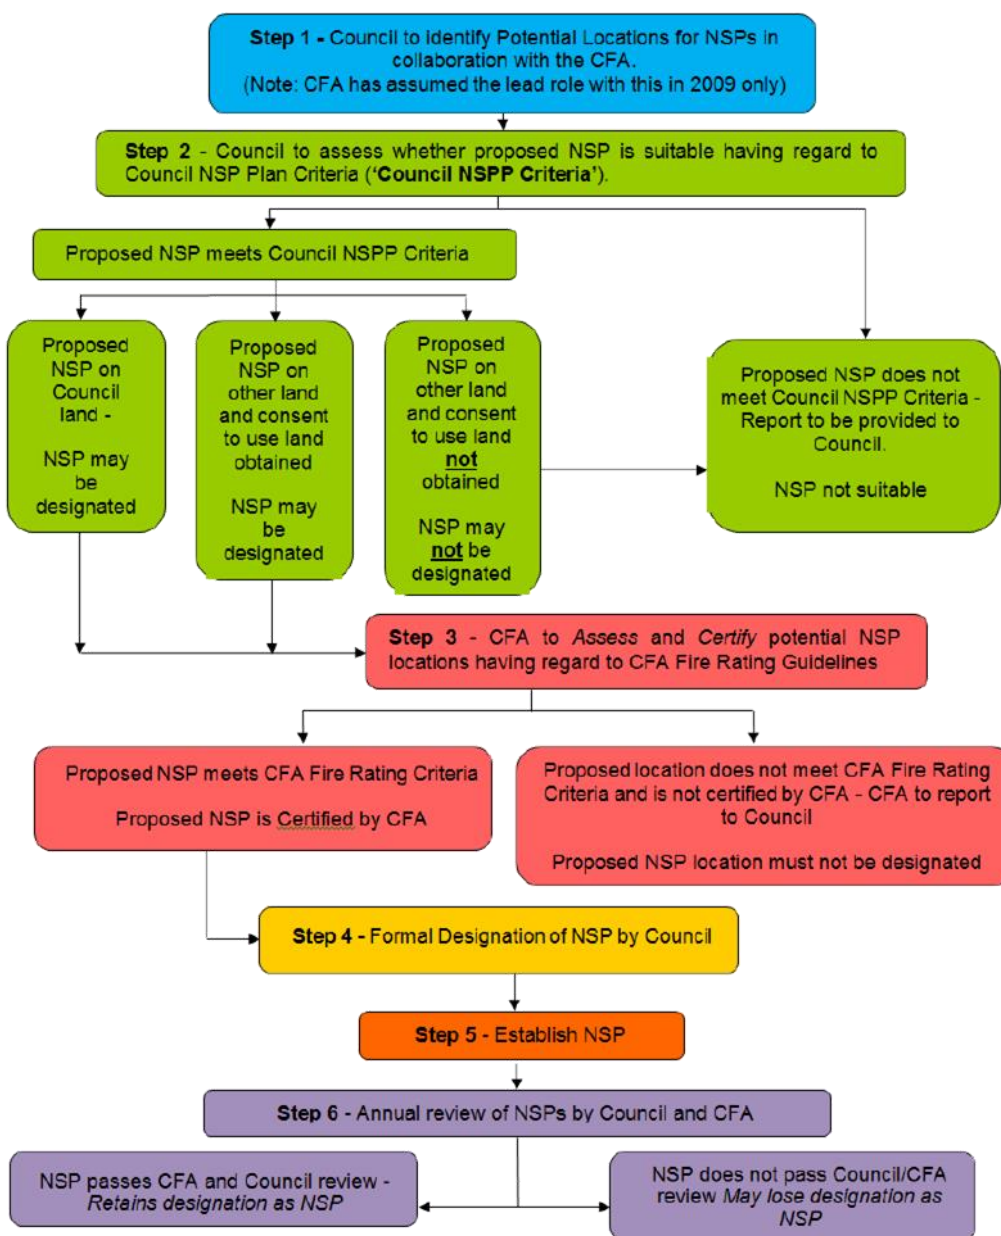 Step 1 - Council to Identify Potential Locations for NSPs in
collaboration with the CFA.
(Note: CFA has assumed the lead role with this in 2009 only)
Step 2 - Council to assess whether proposed NSP is suitable having regard to
Council NSP Plan Criteria (‘Council NSPP Criteria’).
Proposed NSP meets Council NSPP Criteria
Proposed
NSP on
Council
land -
NSP may
be
designated
Proposed
NSP on
other land
and consent
to use land
obtained
NSP may
be
designated
Proposed
NSP on
other land
and consent
to use land
not
obtained
NSP may
not be
designated
Proposed NSP does not
meet Council NSPP Criteria -
Report to be provided to
Council.
NSP not suitable
Step 3 - CFA to Assess and Certify potential NSP
locations having regard to CFA Fire Rating Guidelines
Proposed NSP meets CFA Fire Rating Criteria
Proposed NSP is Certified by CFA
Proposed location does not meet CFA Fire Rating
Criteria and is not certified by CFA - CFA to report
to Council
Proposed NSP location must not be designated
Step 4 - Formal Designation of NSP by Council
Step 5 - Establish NSP
Step 6 - Annual review of NSPs by Council and CFA
NSP passes CFA and Council review -
Retains designation as NSP
NSP does not pass Council/CFA
review May lose designation as
NSP